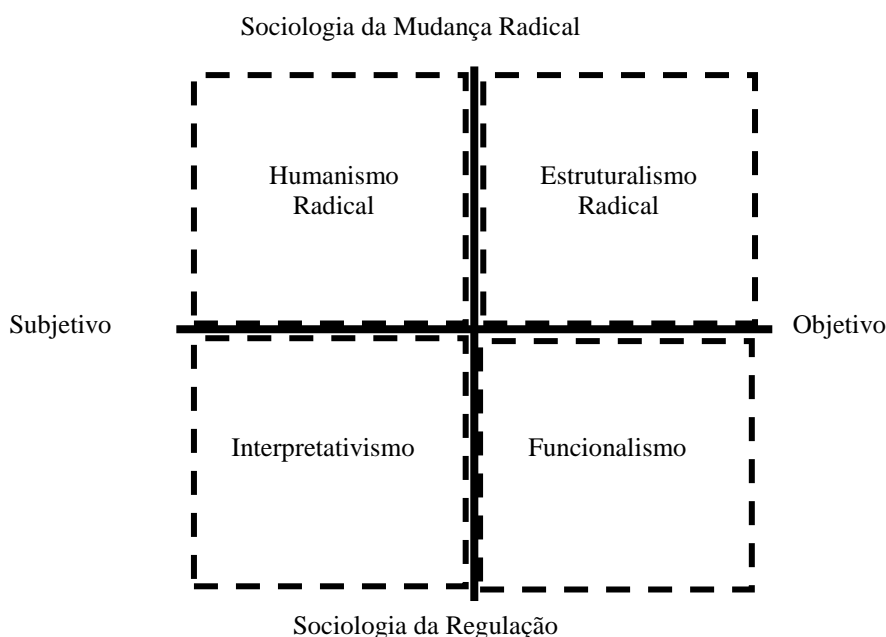 Sociologia da Mudança Radical
Humanismo
Radical
Estruturalismo
Radical
Subjetivo
Objetivo
Interpretativismo
Funcionalismo
Sociologia da Regulação